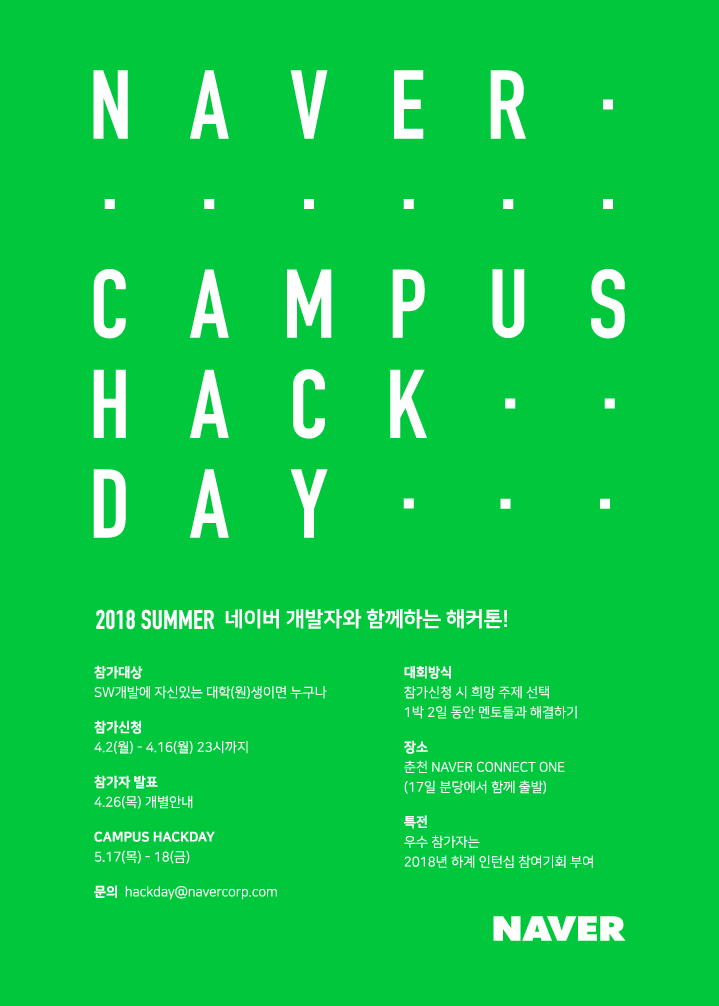 NAVER
CAMPUS
HACK
DAY
2018 SUMMER 네이버 개발자와 함께하는 해커톤!
참가대상
SW개발에 자신있는 대학(원)생이면 누구나
참가신청
4.2(월) - 4.16(월) 23시까지
참가자 발표
4.26(목) 개별안내
CAMPUS HACKDAY
5.17(목) - 18(금)
문의 hackday@navercorp.com
대회방식
참가신청 시 희망 주제 선택
1박 2일 동안 멘토들과 해결하기
장소
춘천 NAVER CONNECT ONE
(17일 분당에서 함께 출발)
특전
우수 참가자는
2018년 하계 인턴십 참여기회 부여
NAVER